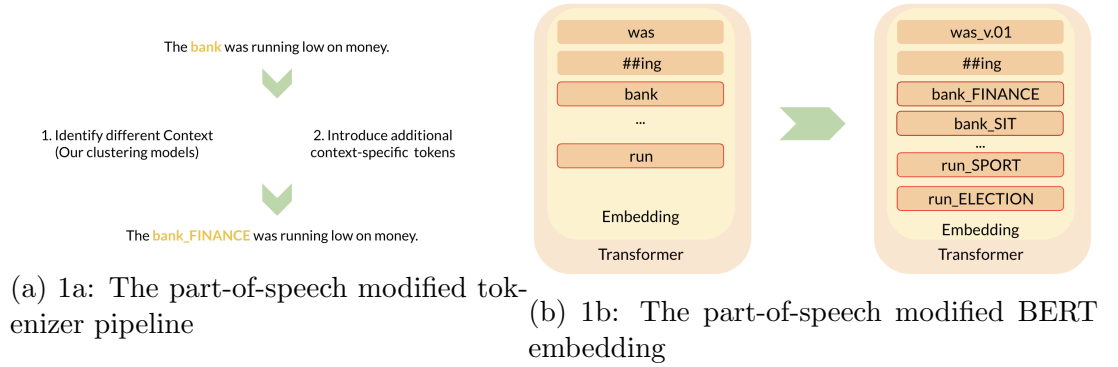 The bank was running low on money.
1. Identify different Context
(Our clustering models)
2. Introduce additional
context-specific tokens
The bank_FINANCE was running low on money.
(a) 1a: The part-of-speech modified tok-
enizer pipeline
was
##ing
bank
...
run
Embedding
Transformer
was_v.01
##ing
bank_FINANCE
bank_SIT
...
run_SPORT
run_ELECTION
Embedding
Transformer
(b) 1b: The part-of-speech modified BERT
embedding